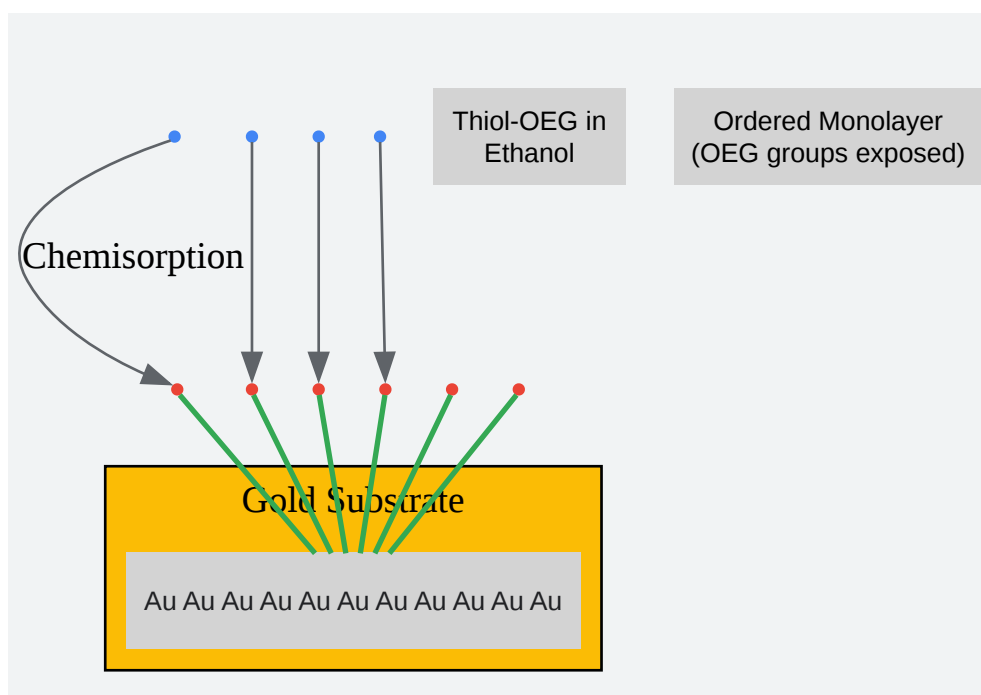 Thiol-OEG in
Ethanol
Ordered Monolayer
(OEG groups exposed)
Chemisorption
Gold Substrate
Au Au Au Au Au Au Au Au Au Au Au